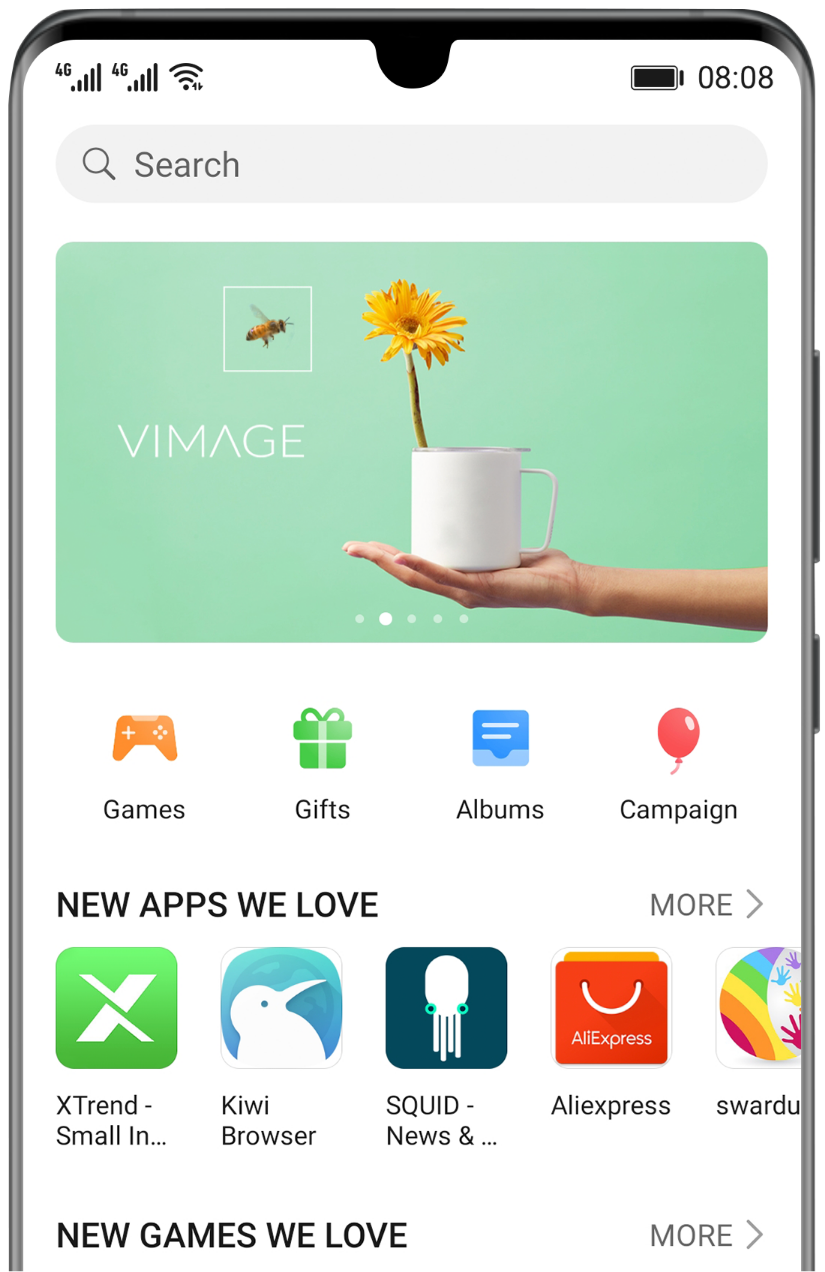 4G 4G 08:08
Search
VIMAGE
Games Gifts Albums Campaign
NEW APPS WE LOVE MORE
AliExpress
XTrend - Kiwi SQUID - Aliexpress swardu
Small In… Browser News & …
NEW GAMES WE LOVE MORE